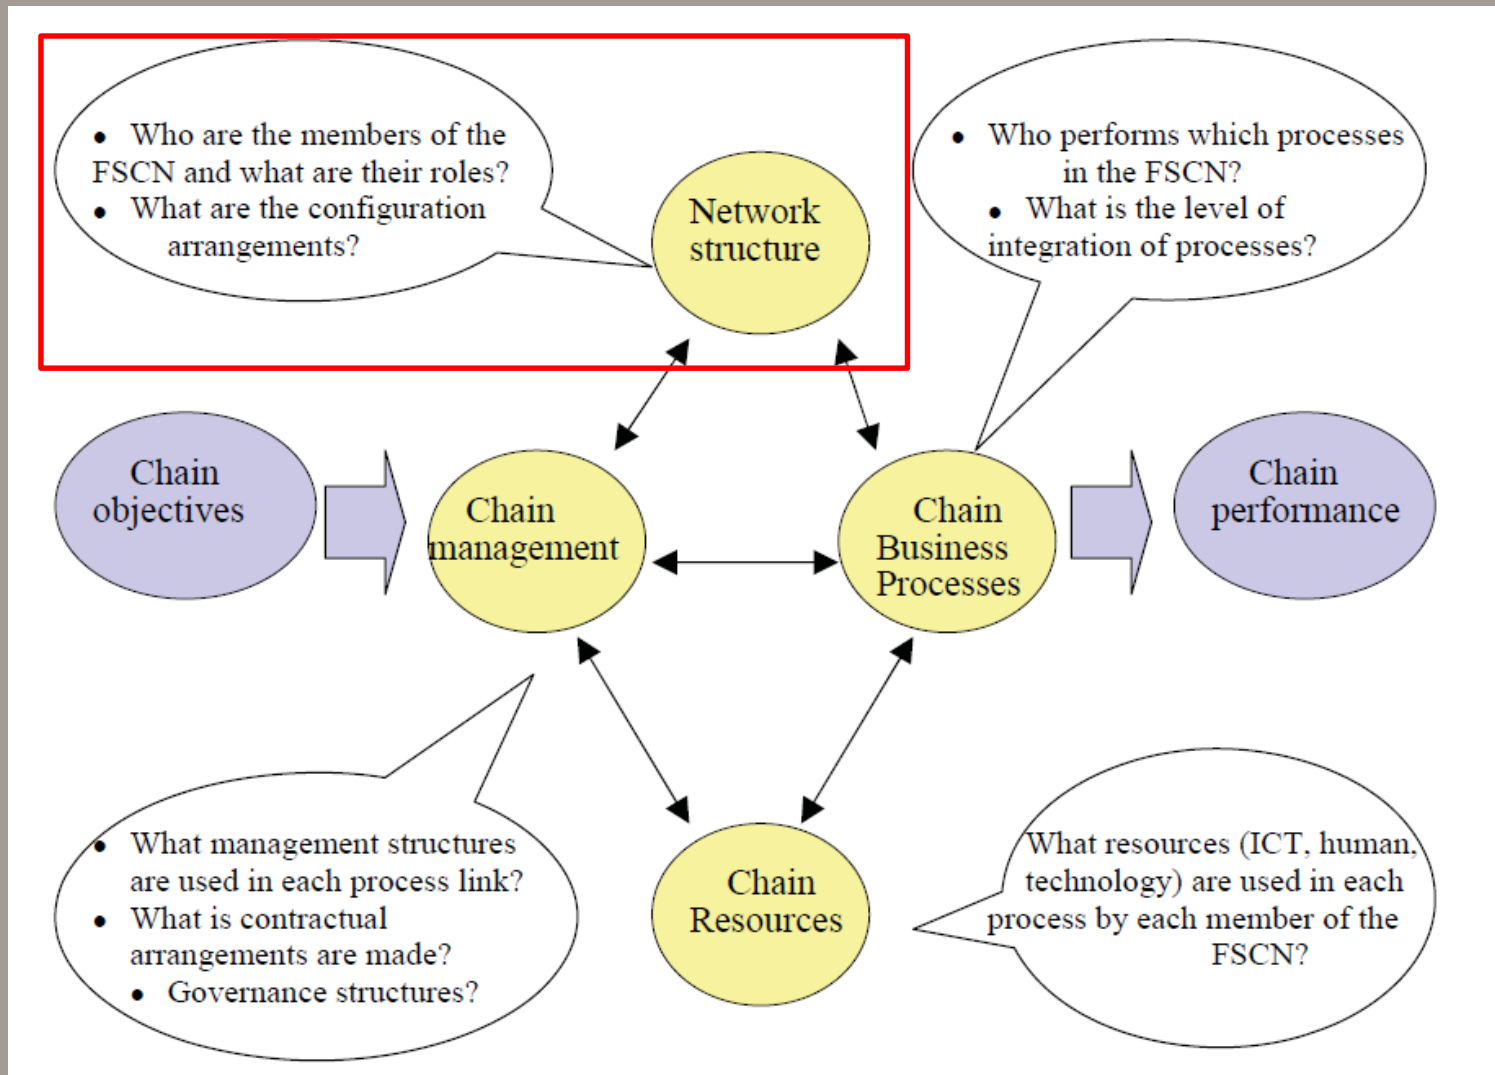 ● Who are the members of the
FSCN and what are their roles?
● What are the configuration
arrangements?
Network
structure
● Who performs which processes
in the FSCN?
● What is the level of
integration of processes?
Chain
objectives
Chain
management
Chain
Business
Processes
Chain
performance
● What management structures
are used in each process link?
● What is contractual
arrangements are made?
● Governance structures?
Chain
Resources
What resources (ICT, human,
technology) are used in each
process by each member of the
FSCN?